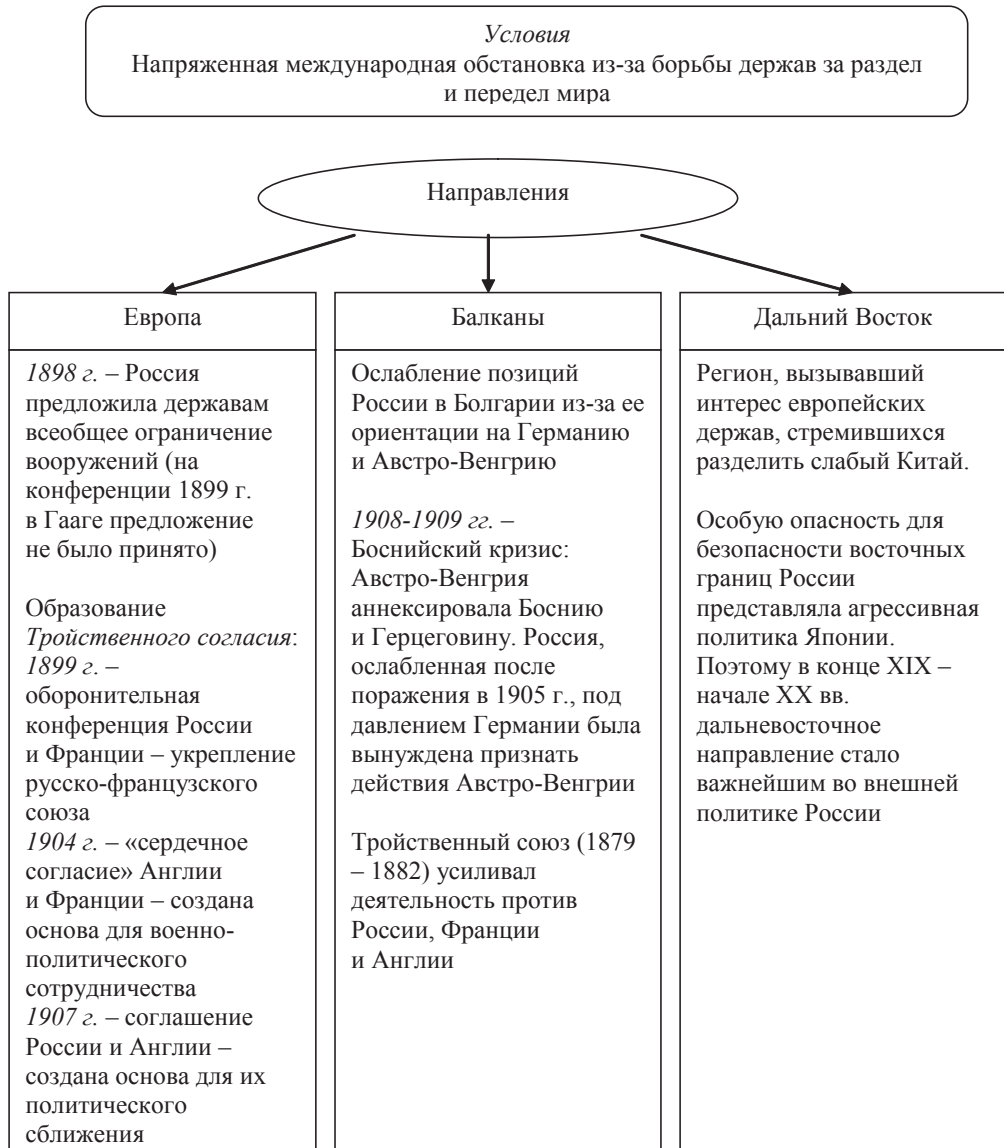 Условия
Напряженная международная обстановка из-за борьбы держав за раздел
и передел мира
Направления
Европа
1898 г. – Россия
предложила державам
всеобщее ограничение
вооружений (на
конференции 1899 г.
в Гааге предложение
не было принято)
Образование
Тройственного согласия:
1899 г. –
оборонительная
конференция России
и Франции – укрепление
русско-французского
союза
1904 г. – «сердечное
согласие» Англии
и Франции – создана
основа для военно-
политического
сотрудничества
1907 г. – соглашение
России и Англии –
создана основа для их
политического
сближения
Балканы
Ослабление позиций
России в Болгарии из-за ее
ориентации на Германию
и Австро-Венгрию
1908-1909 гг. –
Боснийский кризис:
Австро-Венгрия
аннексировала Боснию
и Герцеговину. Россия,
ослабленная после
поражения в 1905 г., под
давлением Германии была
вынуждена признать
действия Австро-Венгрии
Тройственный союз (1879
– 1882) усиливал
деятельность против
России, Франции
и Англии
Дальний Восток
Регион, вызывавший
интерес европейских
держав, стремившихся
разделить слабый Китай.
Особую опасность для
безопасности восточных
границ России
представляла агрессивная
политика Японии.
Поэтому в конце XIX –
начале XX вв.
дальневосточное
направление стало
важнейшим во внешней
политике России